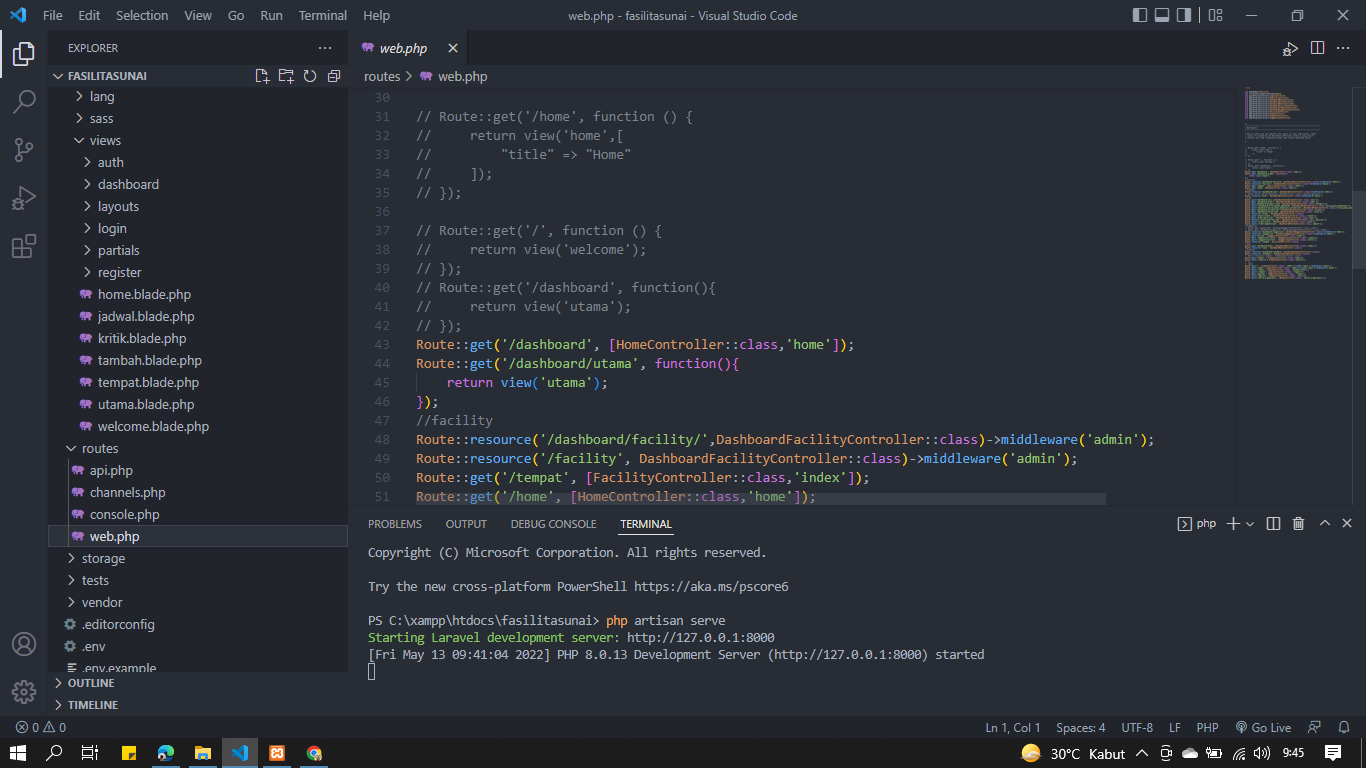 File Edit Selection View Go Run Terminal Help
web.php - fasilitasunai - Visual Studio Code
EXPLORER
FASILITASUNAI
lang
sass
views
auth
dashboard
layouts
login
partials
register
home.blade.php
jadwal.blade.php
kritik.blade.php
tambah.blade.php
tempat.blade.php
utama.blade.php
welcome.blade.php
routes
api.php
channels.php
console.php
web.php
storage
tests
vendor
.editorconfig
.env
.env.example
OUTLINE
TIMELINE
web.php
routes > web.php
30
31 // Route::get('/home', function () {
32 //     return view('home',[
33 //         "title" => "Home"
34 //     ]);
35 // });
36
37 // Route::get('/', function () {
38 //     return view('welcome');
39 // });
40 // Route::get('/dashboard', function(){
41 //     return view('utama');
42 // });
43 Route::get('/dashboard', [HomeController::class,'home']);
44 Route::get('/dashboard/utama', function(){
45     return view('utama');
46 });
47 //facility
48 Route::resource('/dashboard/facility/',DashboardFacilityController::class)->middleware('admin');
49 Route::resource('/facility', DashboardFacilityController::class)->middleware('admin');
50 Route::get('/tempat', [FacilityController::class,'index']);
51 Route::get('/home', [HomeController::class,'home']);
PROBLEMS OUTPUT DEBUG CONSOLE TERMINAL
php
Copyright (C) Microsoft Corporation. All rights reserved.
Try the new cross-platform PowerShell https://aka.ms/pscore6
PS C:\xampp\htdocs\fasilitasunai> php artisan serve
Starting Laravel development server: http://127.0.0.1:8000
[Fri May 13 09:41:04 2022] PHP 8.0.13 Development Server (http://127.0.0.1:8000) started
0 0
Ln 1, Col 1 Spaces: 4 UTF-8 LF PHP Go Live
30°C Kabut 9:45